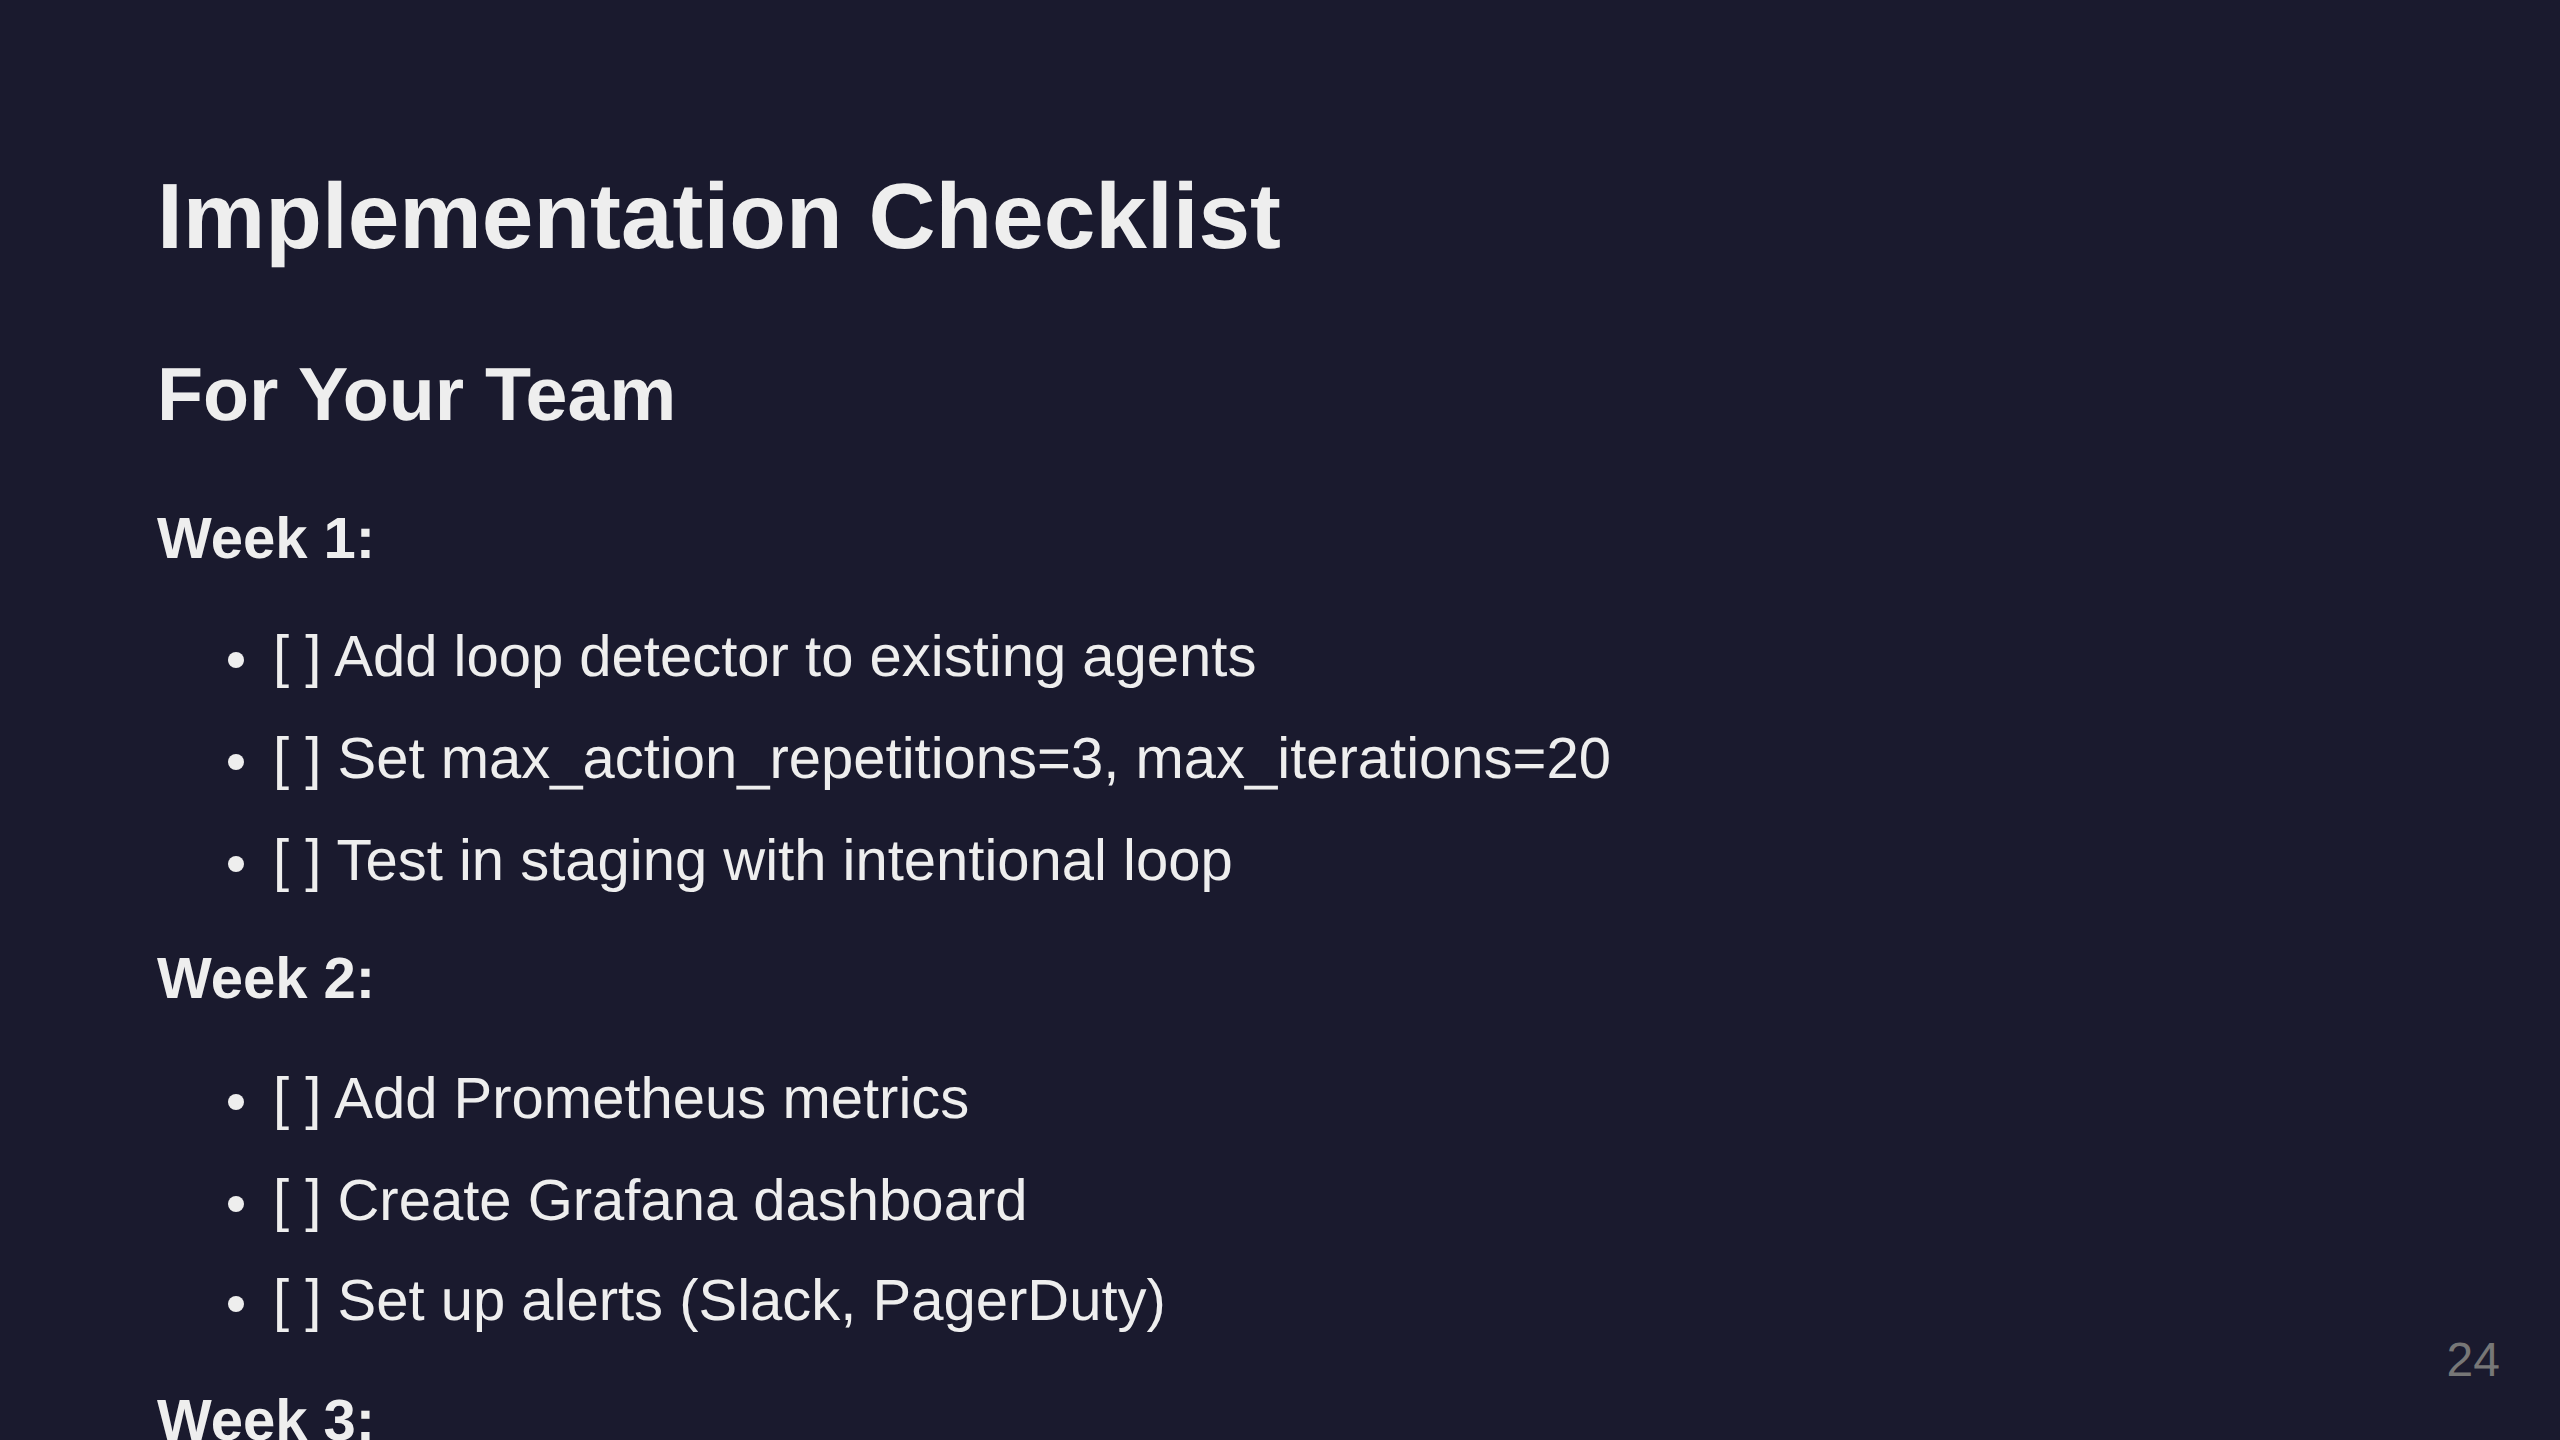 Implementation Checklist
For Your Team
Week 1:
• [ ] Add loop detector to existing agents
• [ ] Set max_action_repetitions=3, max_iterations=20
• [ ] Test in staging with intentional loop
Week 2:
• [ ] Add Prometheus metrics
• [ ] Create Grafana dashboard
• [ ] Set up alerts (Slack, PagerDuty)
24
Week 3: